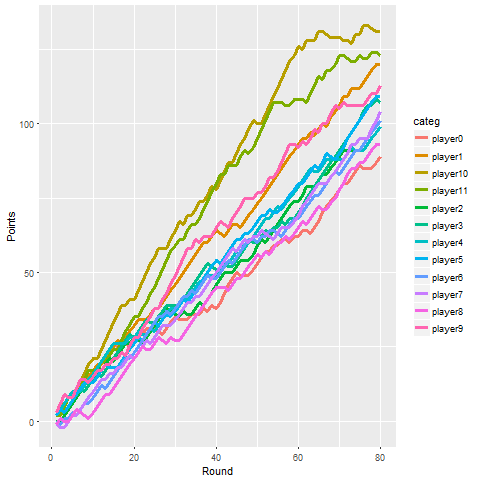 100
50
0
Points
0
20
40
60
80
Round
categ
player0
player1
player10
player11
player2
player3
player4
player5
player6
player7
player8
player9